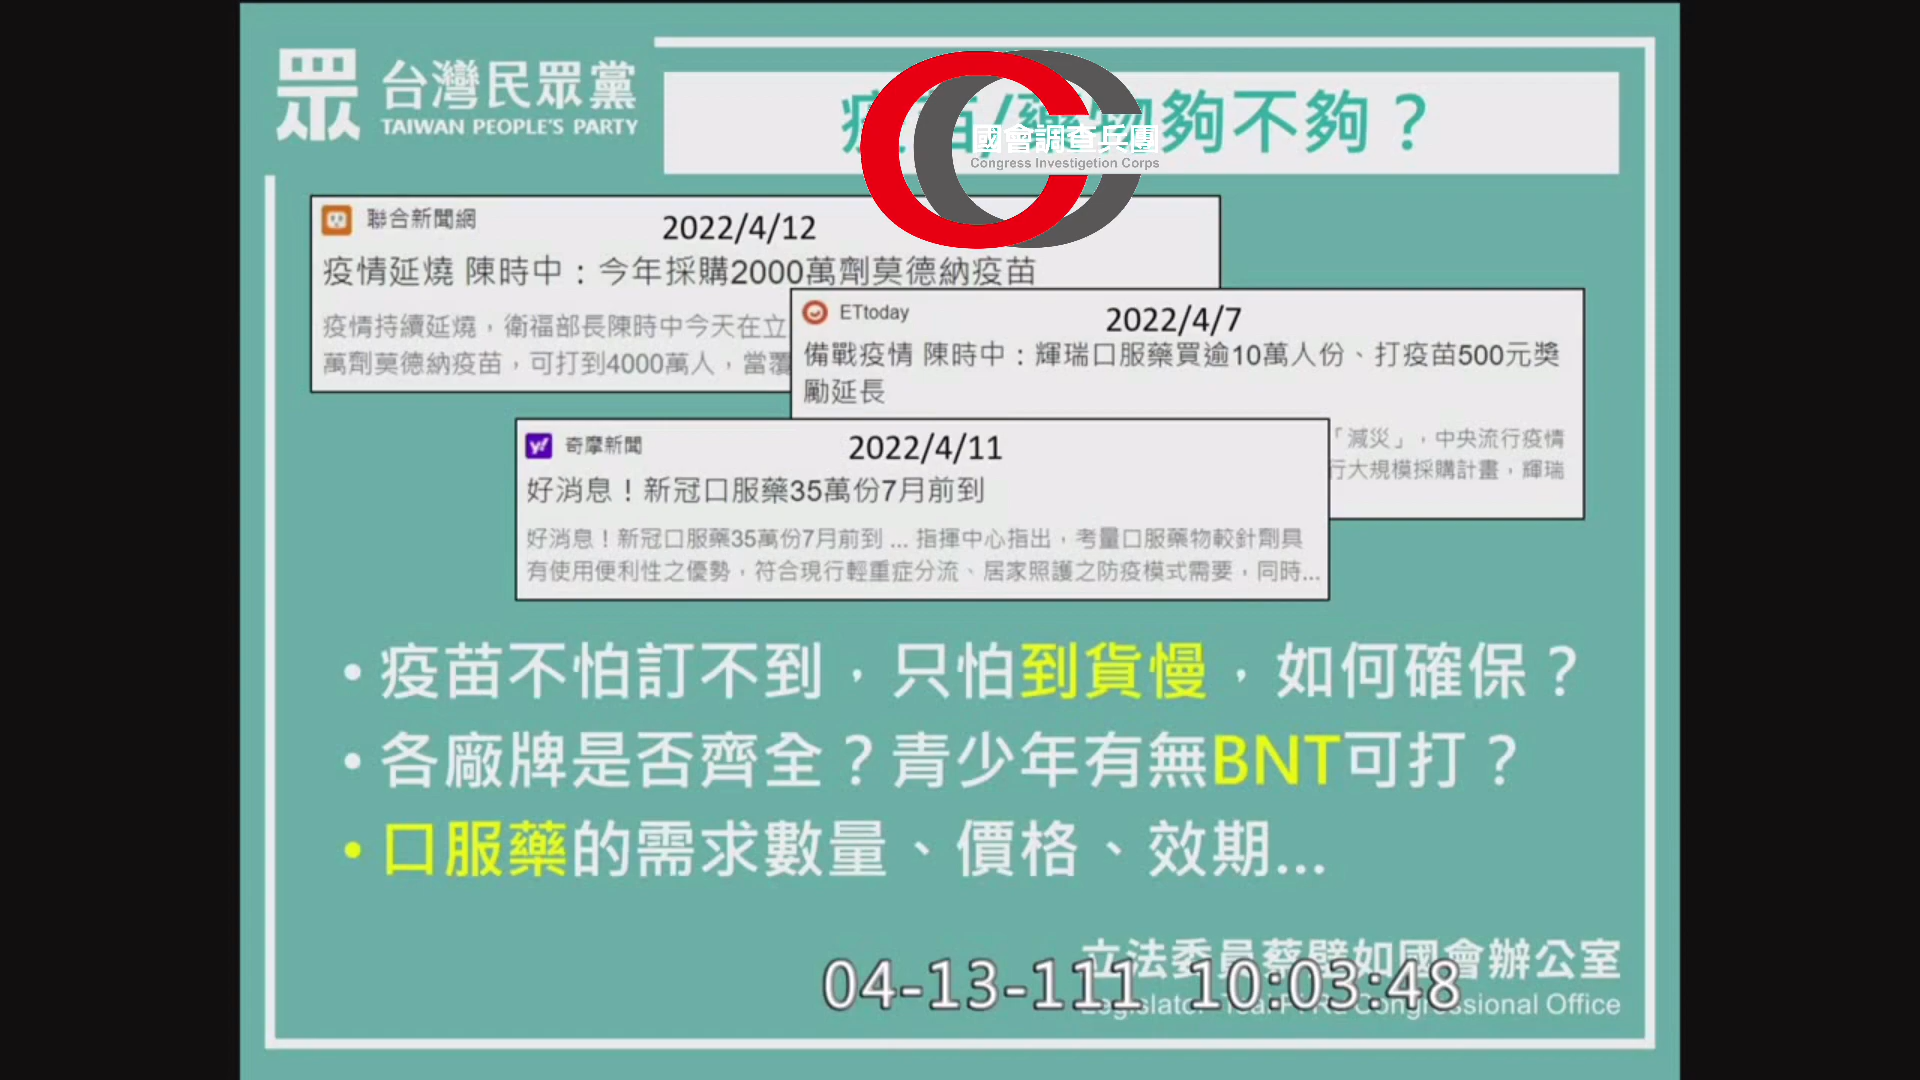 台灣民眾黨
TAIWAN PEOPLE'S PARTY
疫苗/藥物夠不夠？
國會調查兵團
Congress Investigetion Corps
聯合新聞網
2022/4/12
疫情延燒 陳時中：今年採購2000萬劑莫德納疫苗
疫情持續延燒，衛福部長陳時中今天在立
萬劑莫德納疫苗，可打到4000萬人，當覆
ETtoday
2022/4/7
備戰疫情 陳時中：輝瑞口服藥買逾10萬人份、打疫苗500元獎
勵延長
「減災」，中央流行疫情
行大規模採購計畫，輝瑞
奇摩新聞
2022/4/11
好消息！新冠口服藥35萬份7月前到
好消息！新冠口服藥35萬份7月前到 ... 指揮中心指出，考量口服藥物較針劑具
有使用便利性之優勢，符合現行輕重症分流、居家照護之防疫模式需要，同時...
• 疫苗不怕訂不到，只怕到貨慢，如何確保？
• 各廠牌是否齊全？青少年有無BNT可打？
• 口服藥的需求數量、價格、效期...
立法委員蔡壁如國會辦公室
Congressional Office
04-13-111 10:03:48